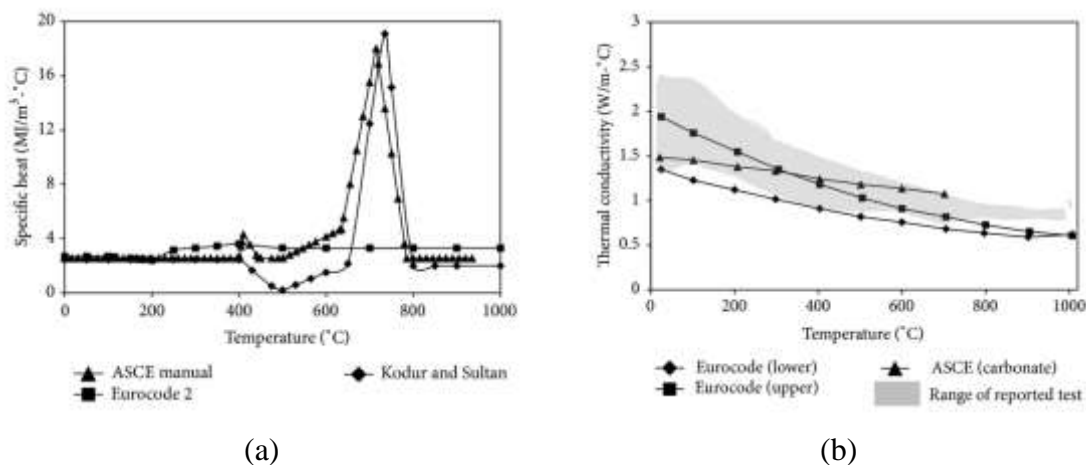 20
16
12
8
4
0
Specific heat (MJ/m³-°C)
0 200 400 600 800 1000
Temperature (°C)
ASCE manual
Eurocode 2
Kodur and Sultan
(a)
3
2.5
2
1.5
1
0.5
0
Thermal conductivity (W/m-°C)
0 200 400 600 800 1000
Temperature (°C)
Eurocode (lower)
Eurocode (upper)
ASCE (carbonate)
Range of reported test
(b)